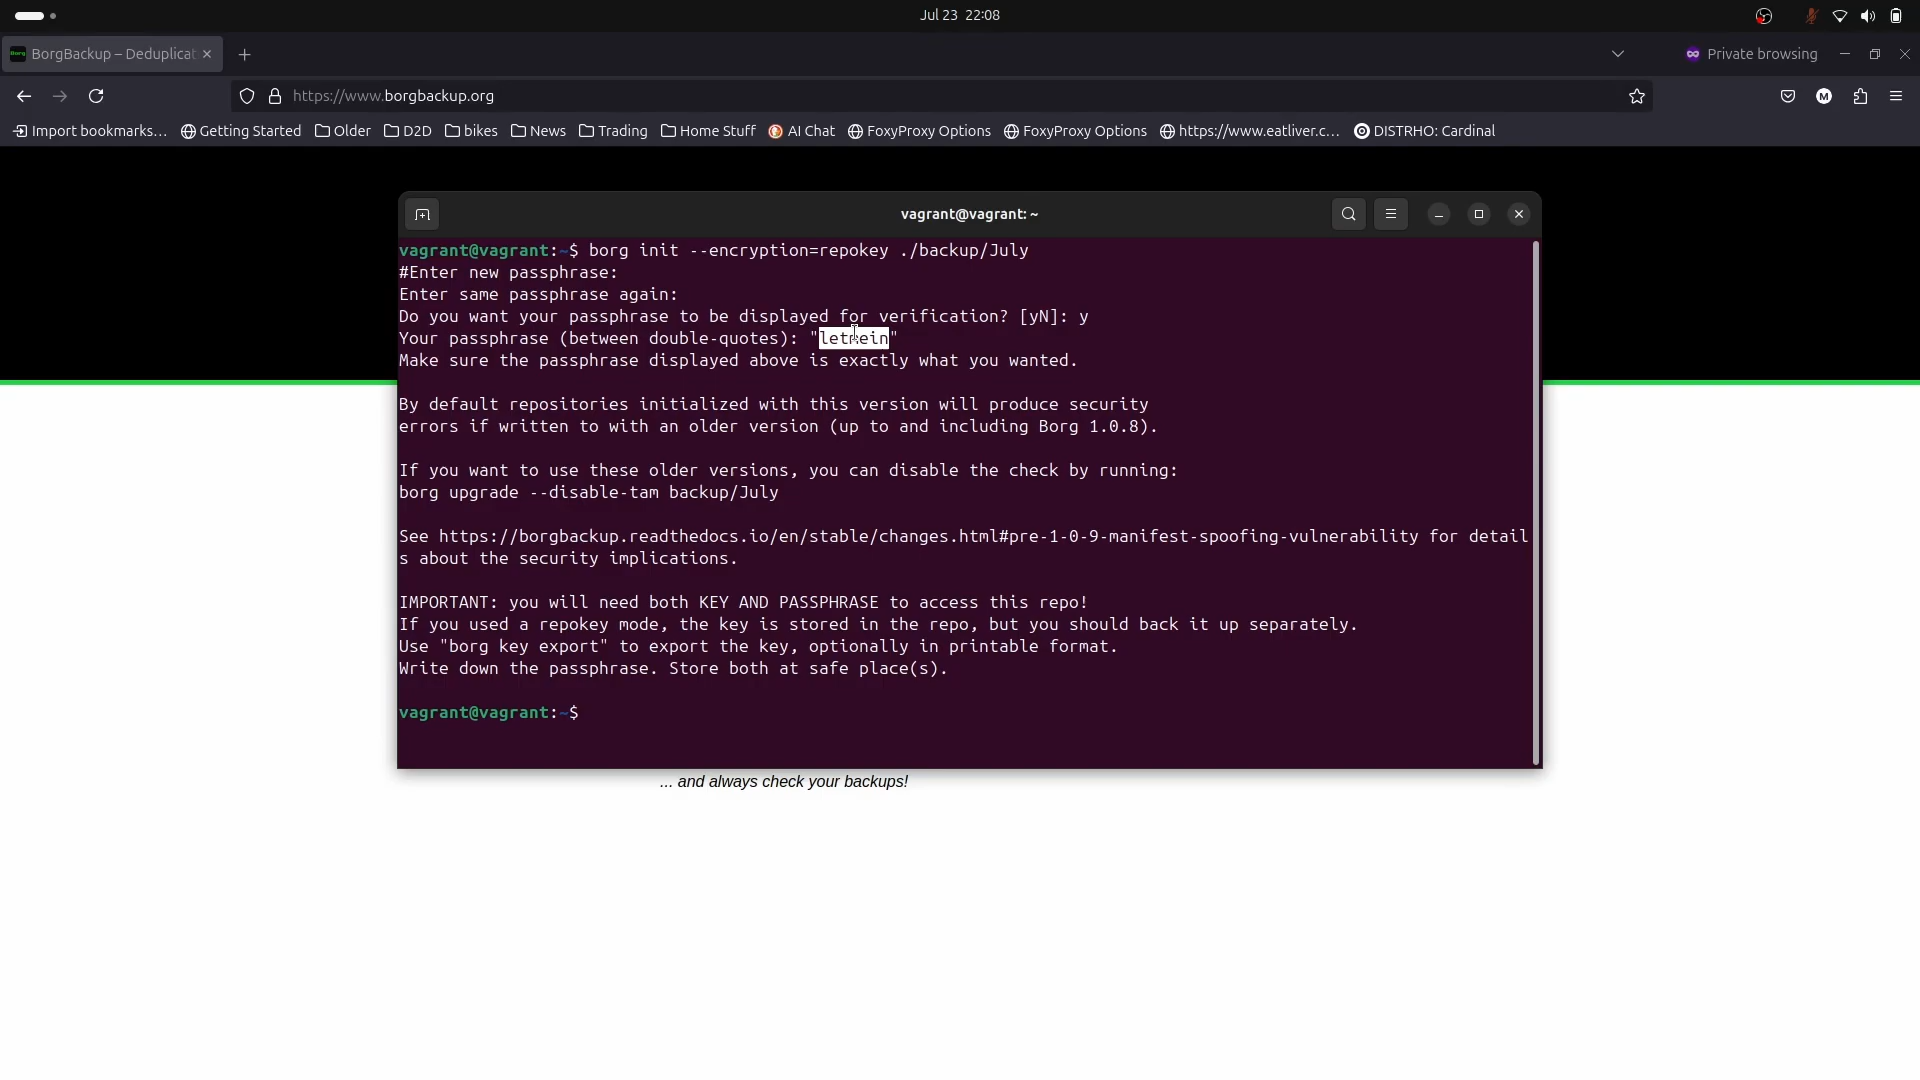 Jul 23 22:08
BorgBackup – Deduplicat
Private browsing
https://www.borgbackup.org
Import bookmarks… Getting Started Older D2D bikes News Trading Home Stuff AI Chat FoxyProxy Options FoxyProxy Options https://www.eatliver.c… DISTRHO: Cardinal
vagrant@vagrant: ~
vagrant@vagrant:~$ borg init --encryption=repokey ./backup/July
#Enter new passphrase:
Enter same passphrase again:
Do you want your passphrase to be displayed for verification? [yN]: y
Your passphrase (between double-quotes): "letmein"
Make sure the passphrase displayed above is exactly what you wanted.
By default repositories initialized with this version will produce security
errors if written to with an older version (up to and including Borg 1.0.8).
If you want to use these older versions, you can disable the check by running:
borg upgrade --disable-tam backup/July
See https://borgbackup.readthedocs.io/en/stable/changes.html#pre-1-0-9-manifest-spoofing-vulnerability for detail
s about the security implications.
IMPORTANT: you will need both KEY AND PASSPHRASE to access this repo!
If you used a repokey mode, the key is stored in the repo, but you should back it up separately.
Use "borg key export" to export the key, optionally in printable format.
Write down the passphrase. Store both at safe place(s).
vagrant@vagrant:~$
... and always check your backups!